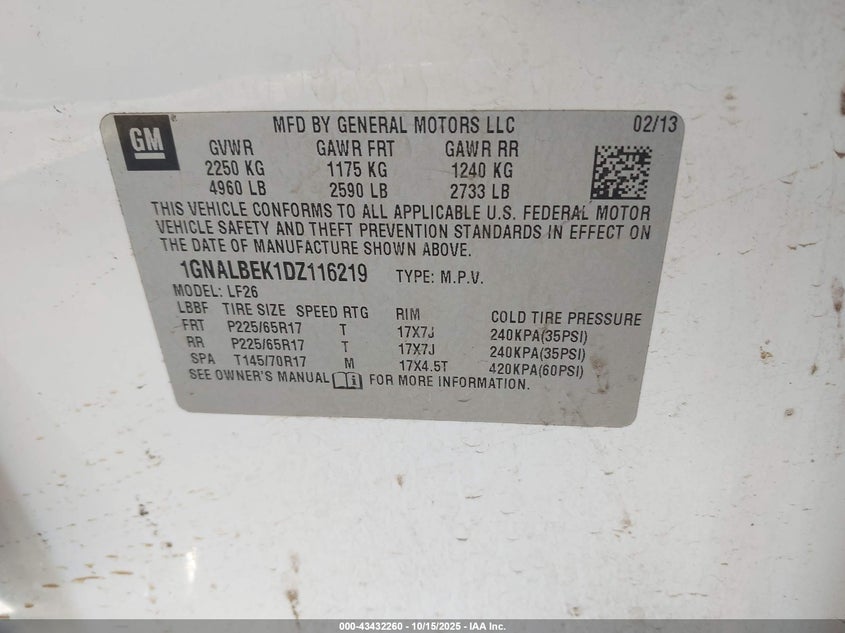 GM
MFD BY GENERAL MOTORS LLC 02/13
GVWR GAWR FRT GAWR RR
2250 KG 1175 KG 1240 KG
4960 LB 2590 LB 2733 LB
THIS VEHICLE CONFORMS TO ALL APPLICABLE U.S. FEDERAL MOTOR
VEHICLE SAFETY AND THEFT PREVENTION STANDARDS IN EFFECT ON
THE DATE OF MANUFACTURE SHOWN ABOVE.
1GNALBEK1DZ116219 TYPE: M.P.V.
MODEL: LF26
LBBF TIRE SIZE SPEED RTG RIM COLD TIRE PRESSURE
FRT P225/65R17 T 17X7J 240KPA(35PSI)
RR P225/65R17 T 17X7J 240KPA(35PSI)
SPA T145/70R17 M 17X4.5T 420KPA(60PSI)
SEE OWNER'S MANUAL FOR MORE INFORMATION.
000-43432260 - 10/15/2025 - IAA Inc.